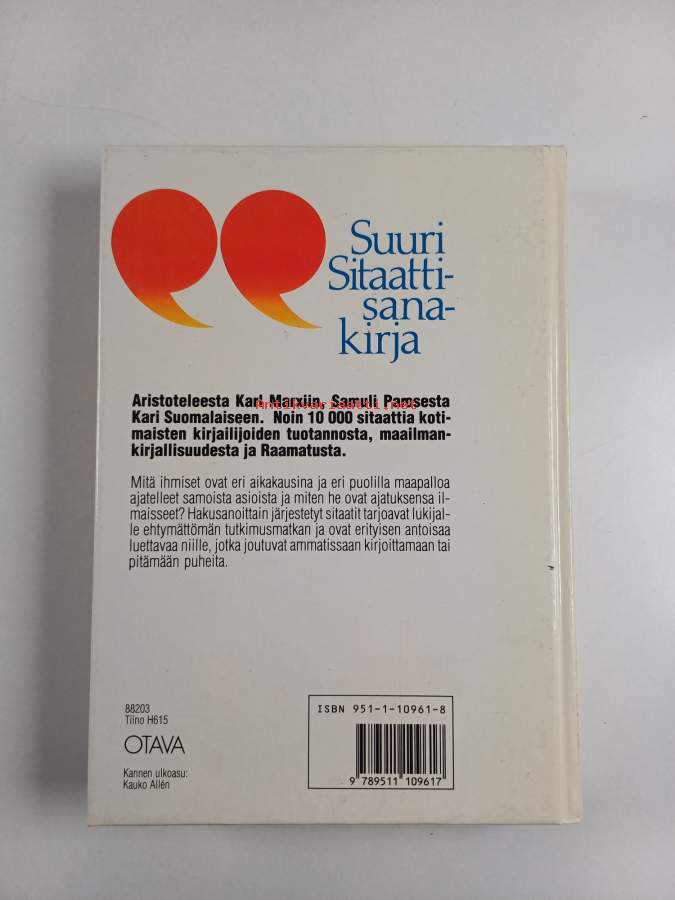 Suuri
Sitaatti-
sana-
kirja
Aristoteleesta Karl Marxiin, Samuli Paroesta
Antikvariaatti.net
Kari Suomalaiseen. Noin 10 000 sitaattia koti-
maisten kirjailijoiden tuotannosta, maailman-
kirjallisuudesta ja Raamatusta.
Mitä ihmiset ovat eri aikakausina ja eri puolilla maapalloa
ajatelleet samoista asioista ja miten he ovat ajatuksensa il-
maisseet? Hakusanoittain järjestetyt sitaatit tarjoavat lukijal-
le ehtymättömän tutkimusmatkan ja ovat erityisen antoisaa
luettavaa niille, jotka joutuvat ammatissaan kirjoittamaan tai
pitämään puheita.
88203
Tilno H615
OTAVA
Kannen ulkoasu:
Kauko Allén
ISBN 951-1-10961-8
9 789511 109617